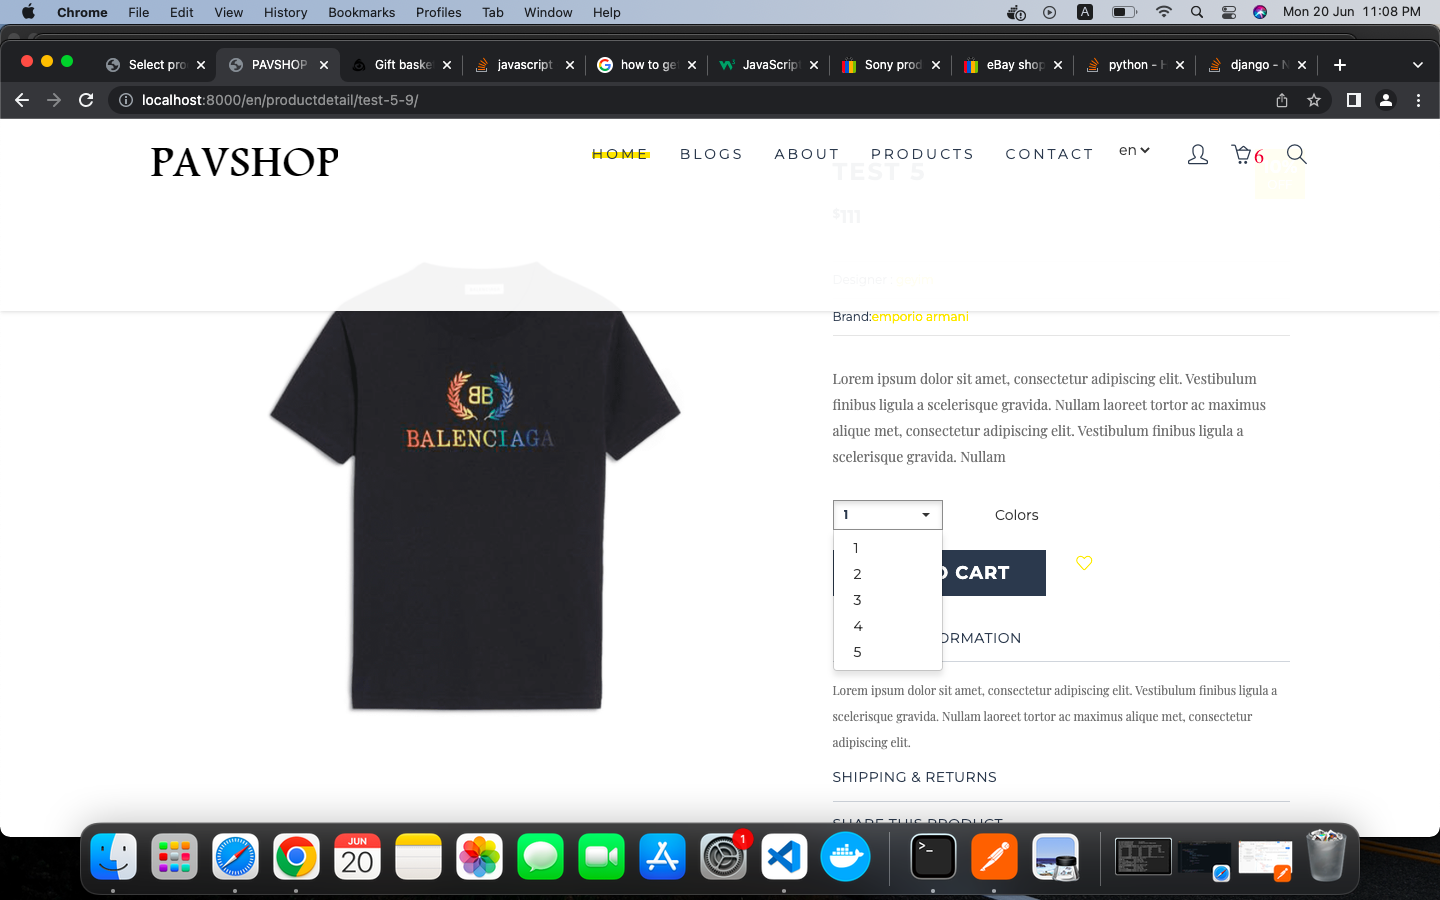 Chrome File Edit View History Bookmarks Profiles Tab Window Help
A
Mon 20 Jun 11:08 PM
Select pro
PAVSHOP
Gift baske
javascript
how to ge
JavaScrip
Sony prod
eBay shop
python - H
django - N
localhost:8000/en/productdetail/test-5-9/
PAVSHOP
HOME BLOGS ABOUT PRODUCTS CONTACT en 6
TEST 5
$111
Designer
Brand:emporio armani
BB
BALENCIAGA
Lorem ipsum dolor sit amet, consectetur adipiscing elit. Vestibulum
finibus ligula a scelerisque gravida. Nullam laoreet tortor ac maximus
alique met, consectetur adipiscing elit. Vestibulum finibus ligula a
scelerisque gravida. Nullam
1 Colors
1
2
3
4
5
O CART
ORMATION
Lorem ipsum dolor sit amet, consectetur adipiscing elit. Vestibulum finibus ligula a
scelerisque gravida. Nullam laoreet tortor ac maximus alique met, consectetur
adipiscing elit.
SHIPPING & RETURNS
SHARE THIS PRODUCT
JUN
20
1
>_